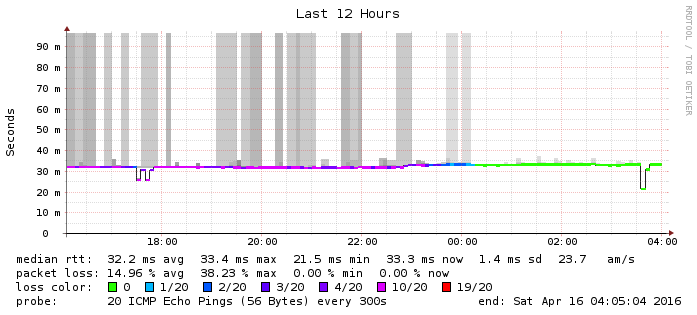 Last 12 Hours
RRDTOOL / TOBI OETIKER
Seconds
90 m
80 m
70 m
60 m
50 m
40 m
30 m
20 m
10 m
0
18:00 20:00 22:00 00:00 02:00 04:00
median rtt: 32.2 ms avg 33.4 ms max 21.5 ms min 33.3 ms now 1.4 ms sd 23.7 am/s
packet loss: 14.96 % avg 38.23 % max 0.00 % min 0.00 % now
loss color: 0 1/20 2/20 3/20 4/20 10/20 19/20
probe: 20 ICMP Echo Pings (56 Bytes) every 300s end: Sat Apr 16 04:05:04 2016